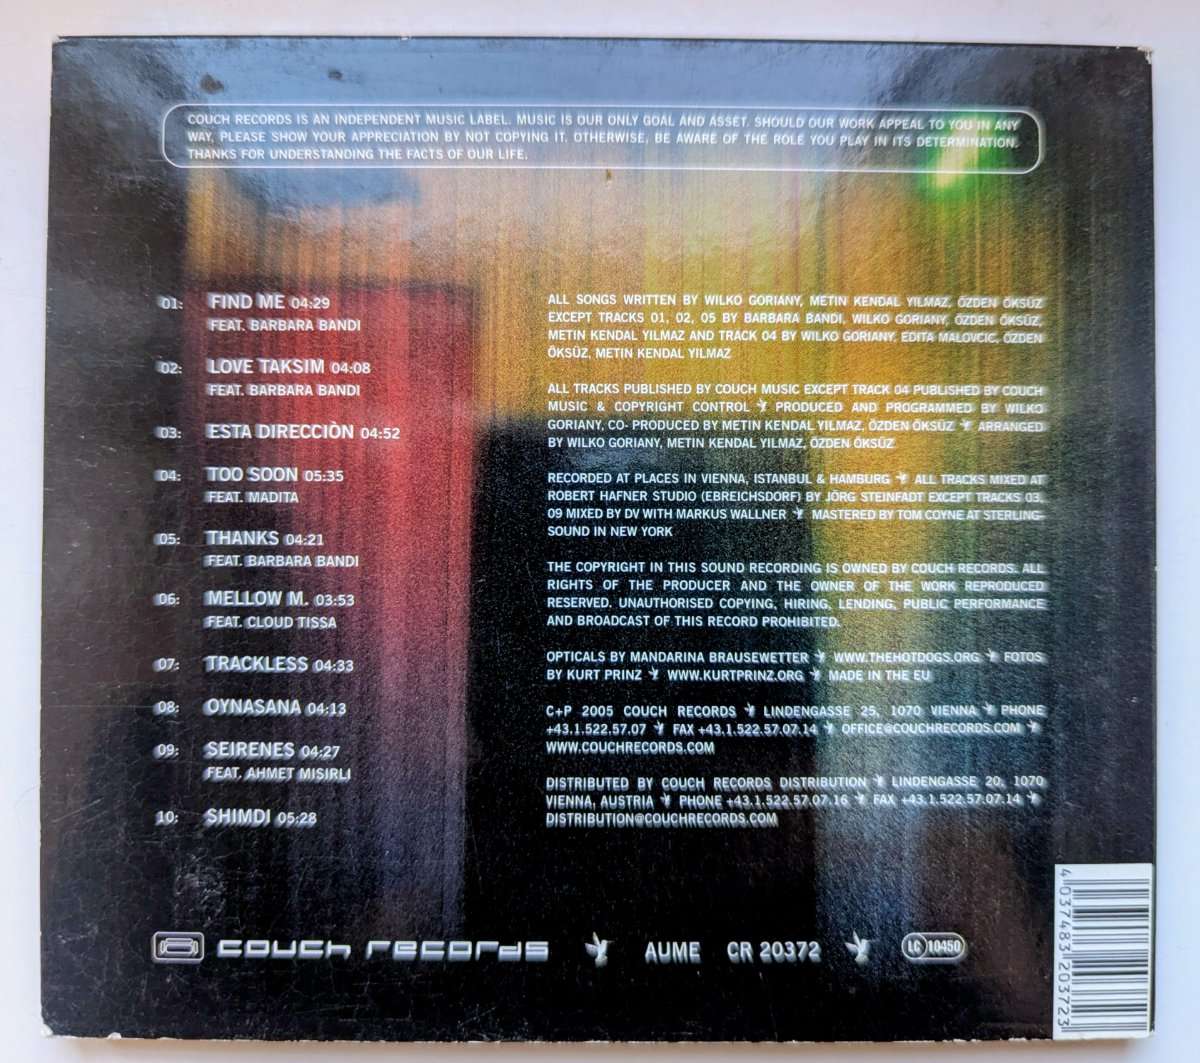 COUCH RECORDS IS AN INDEPENDENT MUSIC LABEL. MUSIC IS OUR ONLY GOAL AND ASSET. SHOULD OUR WORK APPEAL TO YOU IN ANY
WAY, PLEASE SHOW YOUR APPRECIATION BY NOT COPYING IT. OTHERWISE, BE AWARE OF THE ROLE YOU PLAY IN ITS DETERMINATION.
THANKS FOR UNDERSTANDING THE FACTS OF OUR LIFE.
01: FIND ME 04:29
FEAT. BARBARA BANDI
02: LOVE TAKSIM 04:08
FEAT. BARBARA BANDI
03: ESTA DIRECCIÒN 04:52
04: TOO SOON 05:35
FEAT. MADITA
05: THANKS 04:21
FEAT. BARBARA BANDI
06: MELLOW M. 03:53
FEAT. CLOUD TISSA
07: TRACKLESS 04:33
08: OYNASANA 04:13
09: SEIRENES 04:27
FEAT. AHMET MISIRLI
10: SHIMDI 05:28
ALL SONGS WRITTEN BY WILKO GORIANY, METIN KENDAL YILMAZ, ÖZDEN ÖKSÜZ
EXCEPT TRACKS 01, 02, 05 BY BARBARA BANDI, WILKO GORIANY, ÖZDEN ÖKSÜZ,
METIN KENDAL YILMAZ AND TRACK 04 BY WILKO GORIANY, EDITA MALOVCIC, ÖZDEN
ÖKSÜZ, METIN KENDAL YILMAZ
ALL TRACKS PUBLISHED BY COUCH MUSIC EXCEPT TRACK 04 PUBLISHED BY COUCH
MUSIC & COPYRIGHT CONTROL PRODUCED AND PROGRAMMED BY WILKO
GORIANY, CO- PRODUCED BY METIN KENDAL YILMAZ, ÖZDEN ÖKSÜZ ARRANGED
BY WILKO GORIANY, METIN KENDAL YILMAZ, ÖZDEN ÖKSÜZ
RECORDED AT PLACES IN VIENNA, ISTANBUL & HAMBURG ALL TRACKS MIXED AT
ROBERT HAFNER STUDIO (EBREICHSDORF) BY JÖRG STEINFADT EXCEPT TRACKS 03,
09 MIXED BY DV WITH MARKUS WALLNER MASTERED BY TOM COYNE AT STERLING-
SOUND IN NEW YORK
THE COPYRIGHT IN THIS SOUND RECORDING IS OWNED BY COUCH RECORDS. ALL
RIGHTS OF THE PRODUCER AND THE OWNER OF THE WORK REPRODUCED
RESERVED. UNAUTHORISED COPYING, HIRING, LENDING, PUBLIC PERFORMANCE
AND BROADCAST OF THIS RECORD PROHIBITED.
OPTICALS BY MANDARINA BRAUSEWETTER WWW.THEHOTDOGS.ORG FOTOS
BY KURT PRINZ WWW.KURTPRINZ.ORG MADE IN THE EU
C+P 2005 COUCH RECORDS LINDENGASSE 25, 1070 VIENNA PHONE
+43.1.522.57.07 FAX +43.1.522.57.07.14 OFFICE@COUCHRECORDS.COM
WWW.COUCHRECORDS.COM
DISTRIBUTED BY COUCH RECORDS DISTRIBUTION LINDENGASSE 20, 1070
VIENNA, AUSTRIA PHONE +43.1.522.57.07.16 FAX +43.1.522.57.07.14
DISTRIBUTION@COUCHRECORDS.COM
couch records AUME CR 20372 LC 10450
4 037483 203723